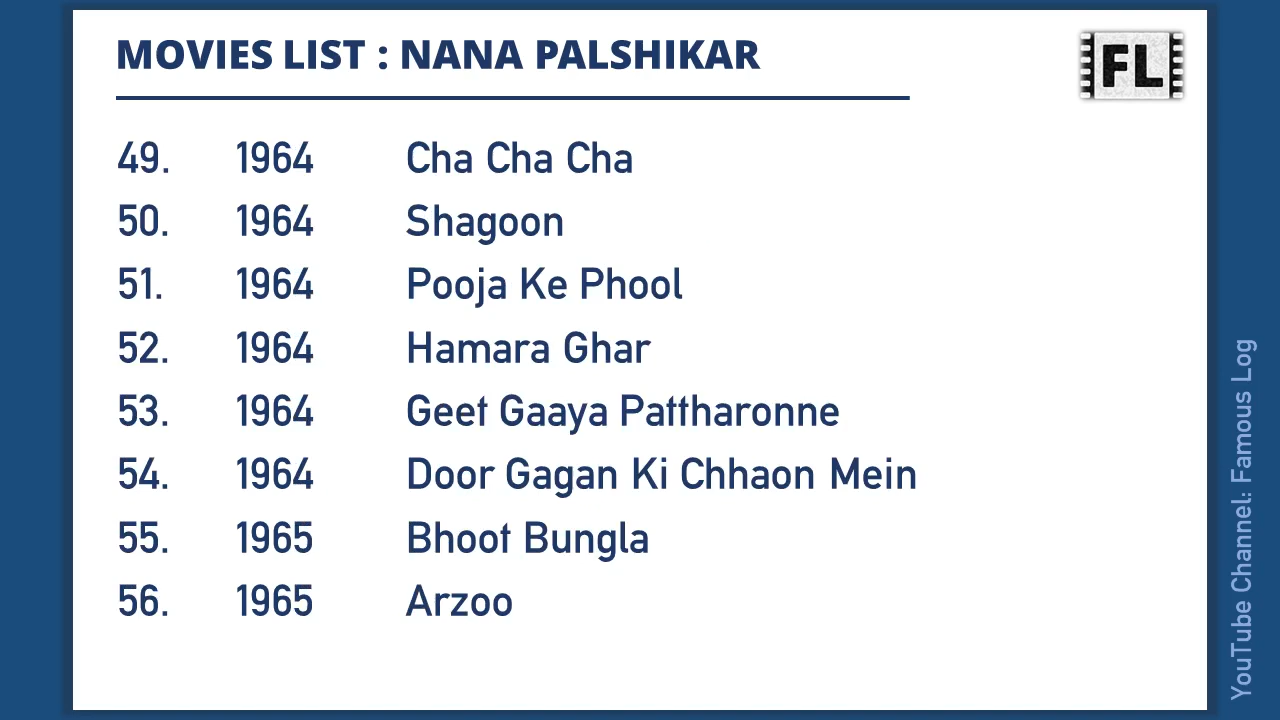 MOVIES LIST : NANA PALSHIKAR
FL
49. 1964 Cha Cha Cha
50. 1964 Shagoon
51. 1964 Pooja Ke Phool
52. 1964 Hamara Ghar
53. 1964 Geet Gaaya Pattharonne
54. 1964 Door Gagan Ki Chhaon Mein
55. 1965 Bhoot Bungla
56. 1965 Arzoo
YouTube Channel: Famous Log